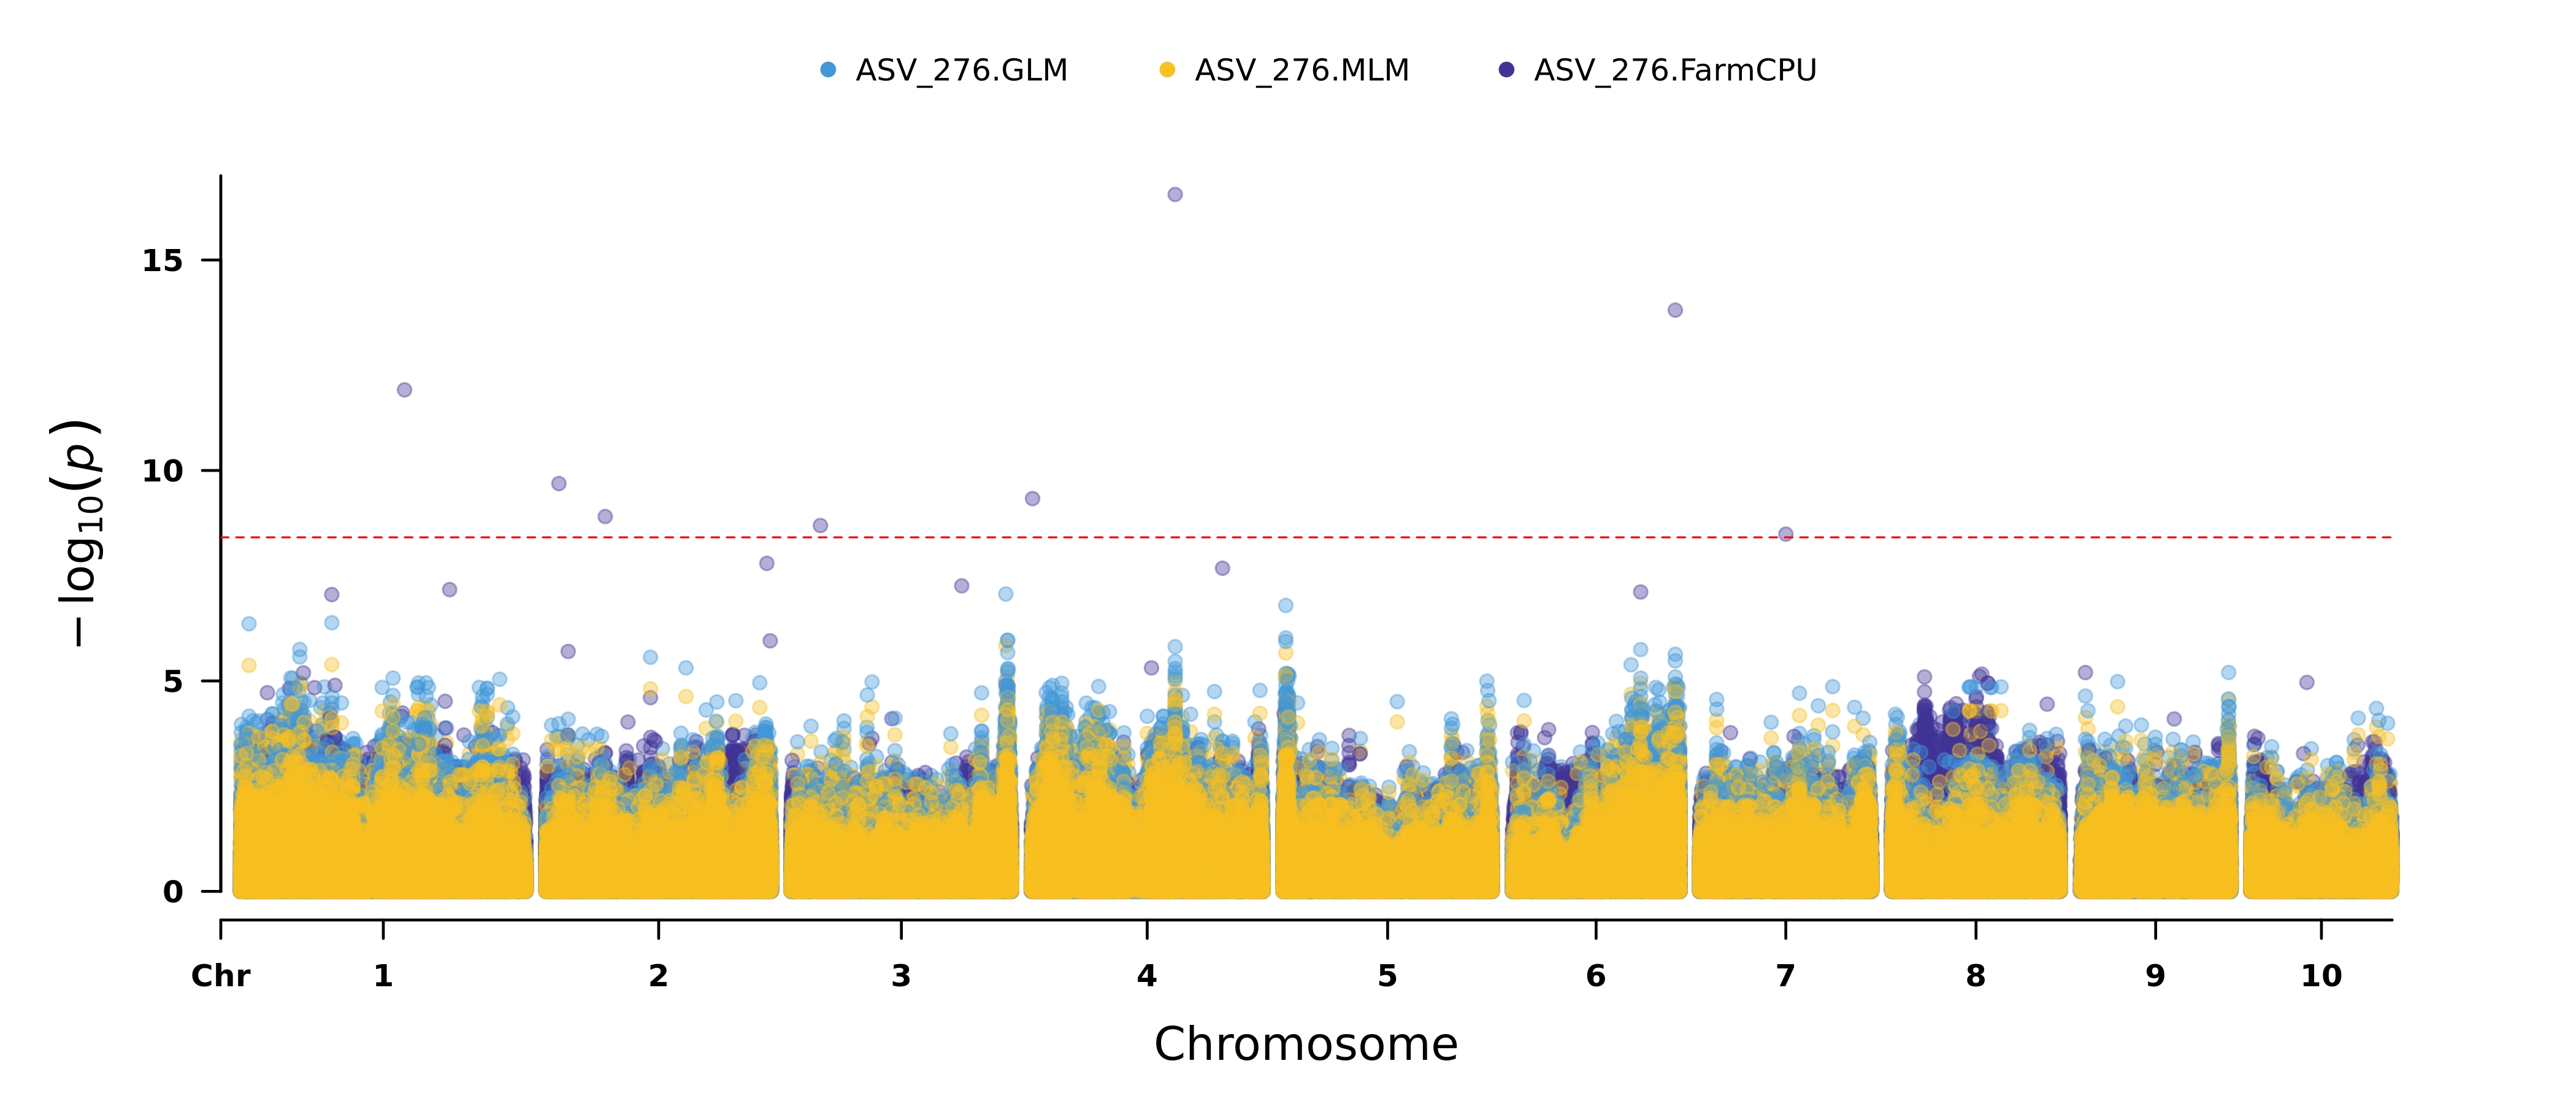 ASV_276.GLM ASV_276.MLM ASV_276.FarmCPU
− log10(p)
15
10
5
0
Chr 1 2 3 4 5 6 7 8 9 10
Chromosome